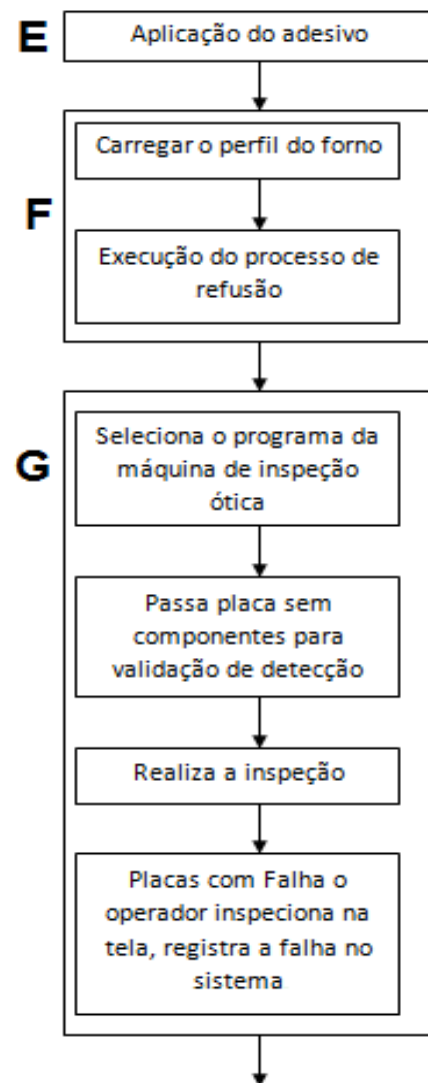 E
Aplicação do adesivo
Carregar o perfil do forno
F
Execução do processo de
refusão
G
Seleciona o programa da
máquina de inspeção
ótica
Passa placa sem
componentes para
validação de detecção
Realiza a inspeção
Placas com Falha o
operador inspeciona na
tela, registra a falha no
sistema